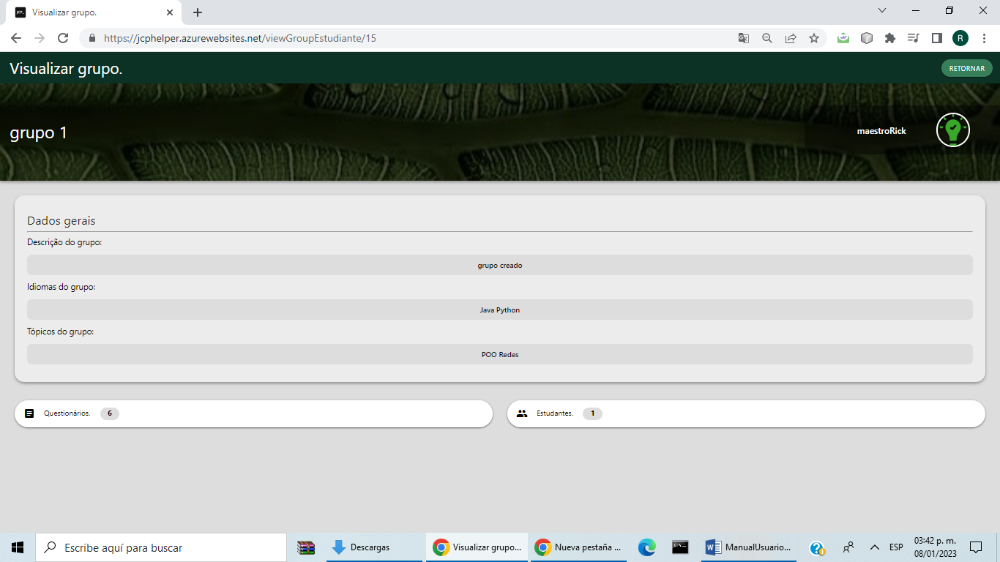 Visualizar grupo.
https://jcphelper.azurewebsites.net/viewGroupEstudiante/15
R
Visualizar grupo.
RETORNAR
grupo 1
maestroRick
Dados gerais
Descrição do grupo:
grupo creado
Idiomas do grupo:
Java Python
Tópicos do grupo:
POO Redes
Questionários. 6
Estudantes. 1
Escribe aquí para buscar
Descargas
Visualizar grupo...
Nueva pestaña ...
ManualUsuario...
ESP
03:42 p. m.
08/01/2023